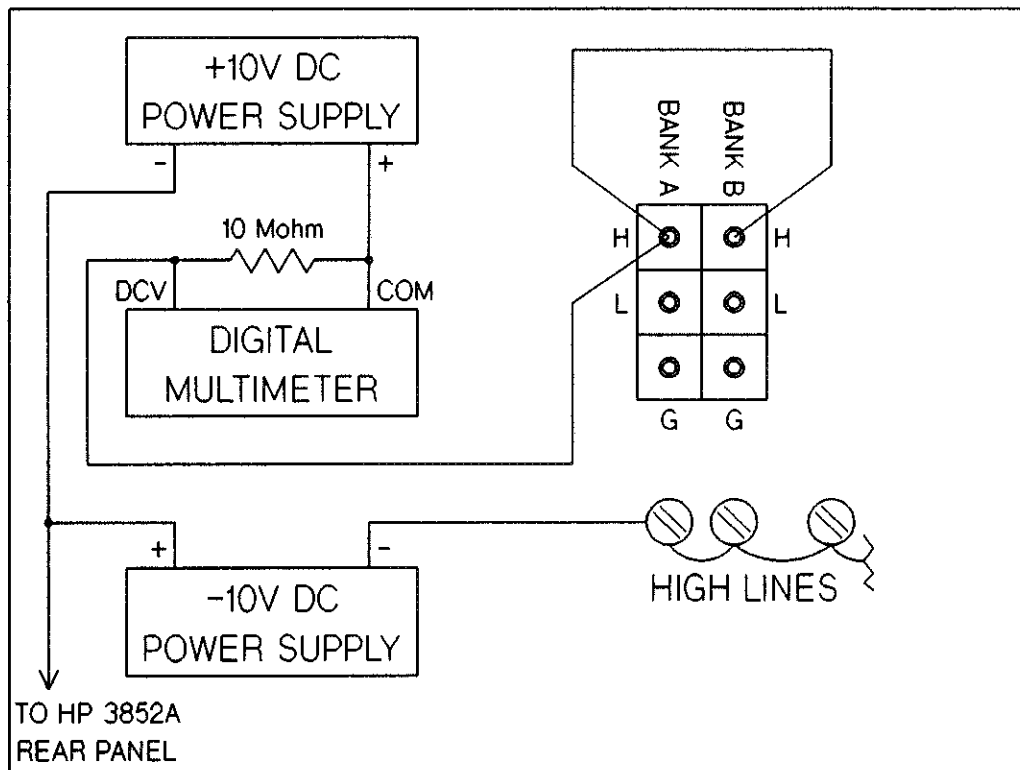 +10V DC
POWER SUPPLY
-
+
10 Mohm
DCV
COM
DIGITAL
MULTIMETER
BANK A
BANK B
H
H
L
L
G
G
+
-
-10V DC
POWER SUPPLY
HIGH LINES
TO HP 3852A
REAR PANEL